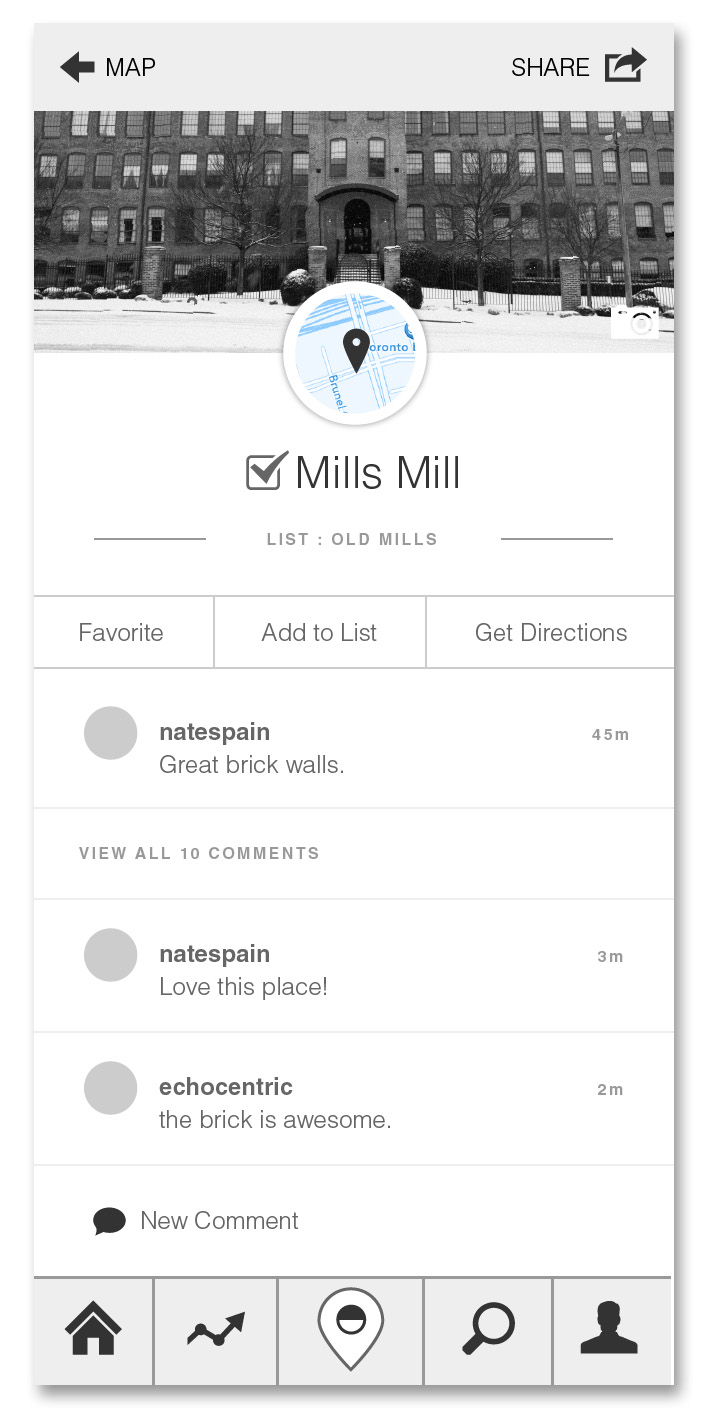 MAP
SHARE
oronto
Brunel
Mills Mill
LIST : OLD MILLS
Favorite
Add to List
Get Directions
natespain
45m
Great brick walls.
VIEW ALL 10 COMMENTS
natespain
3m
Love this place!
echocentric
2m
the brick is awesome.
New Comment